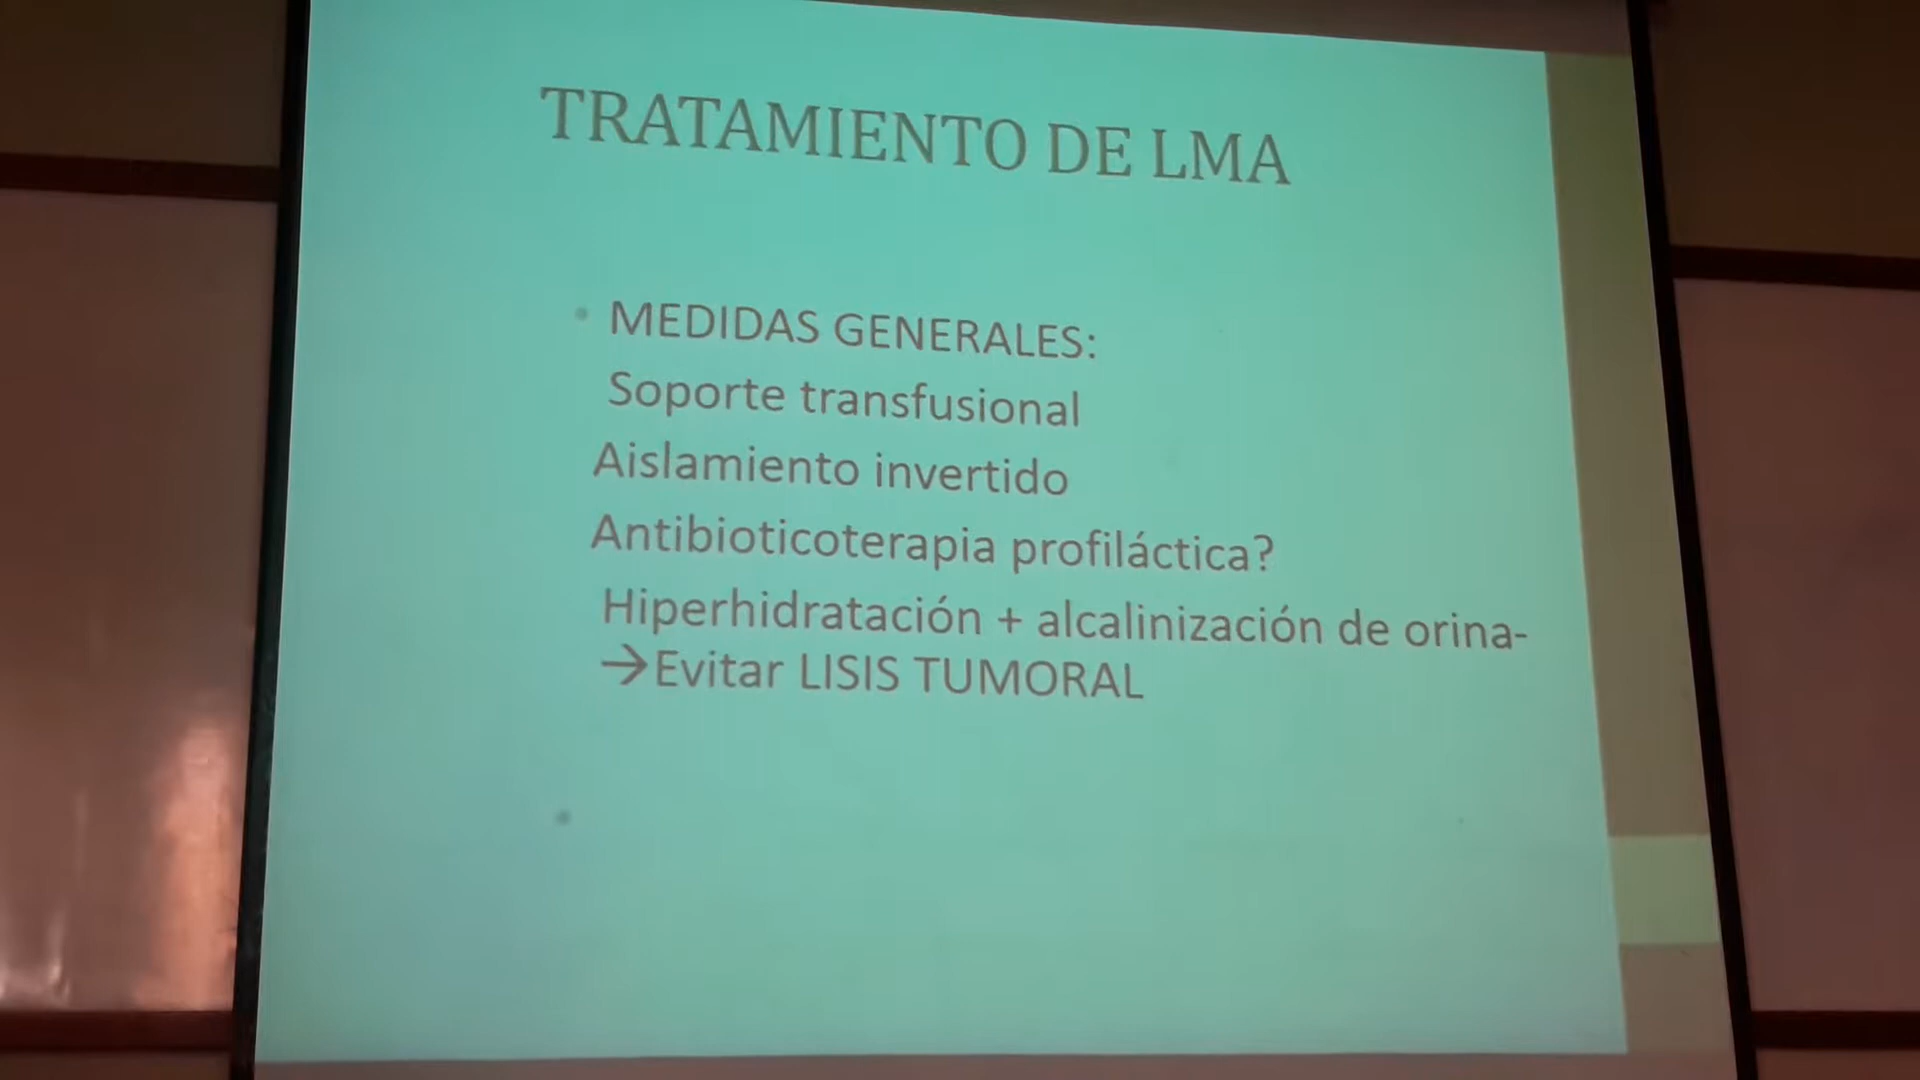 TRATAMIENTO DE LMA
• MEDIDAS GENERALES:
Soporte transfusional
Aislamiento invertido
Antibioticoterapia profiláctica?
Hiperhidratación + alcalinización de orina-
→Evitar LISIS TUMORAL